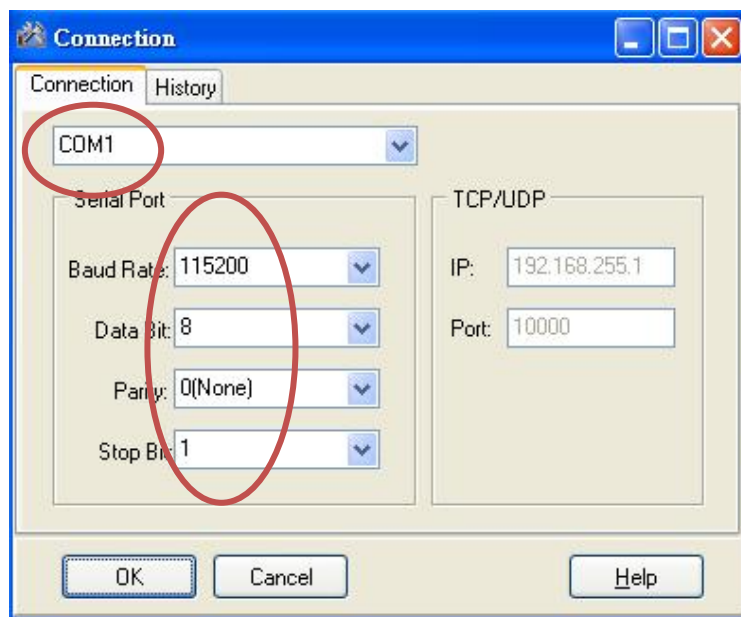 Connection
Connection History
COM1
Serial Port
Baud Rate: 115200
Data Bit: 8
Parity: 0(None)
Stop Bit: 1
TCP/UDP
IP: 192.168.255.1
Port: 10000
OK Cancel Help